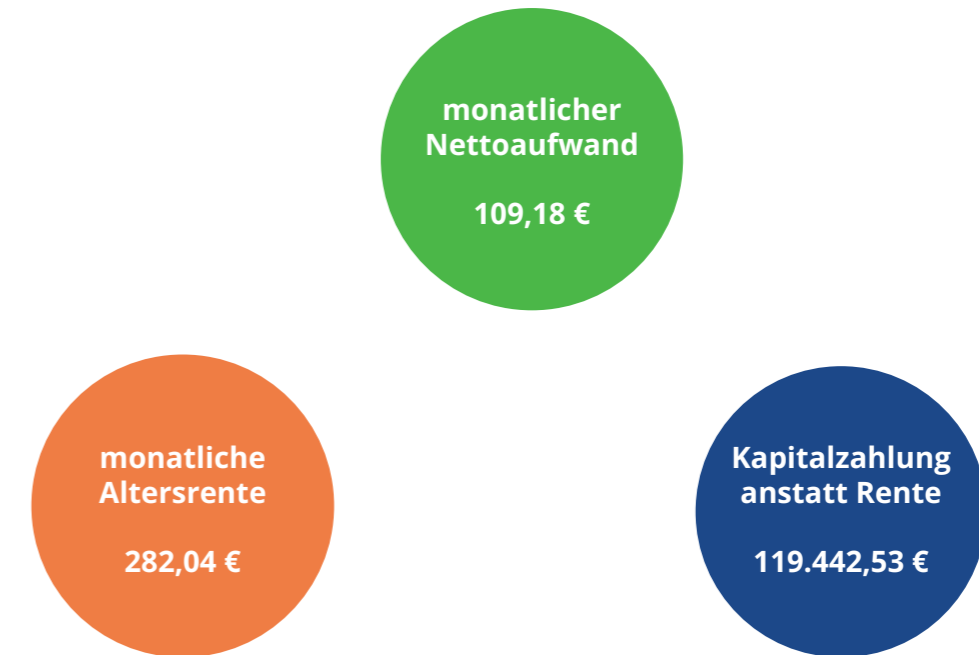 monatlicher
Nettoaufwand
109,18 €
monatliche
Altersrente
282,04 €
Kapitalzahlung
anstatt Rente
119.442,53 €